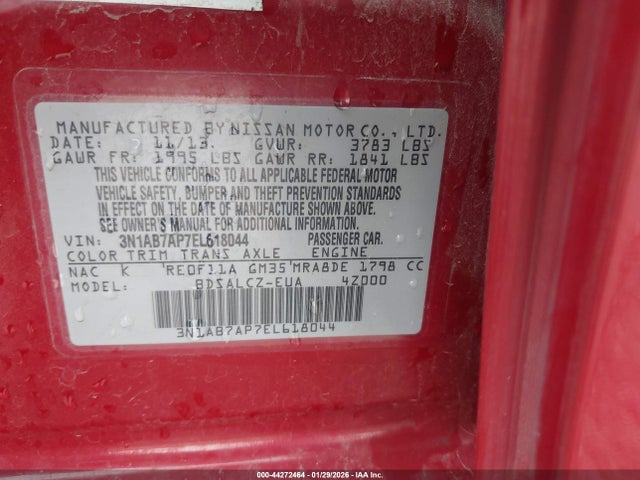 MANUFACTURED BY NISSAN MOTOR CO., LTD.
DATE: 11/13. GVWR: 3783 LBS
GAWR FR: 1995 LBS GAWR RR: 1841 LBS
THIS VEHICLE CONFORMS TO ALL APPLICABLE FEDERAL MOTOR
VEHICLE SAFETY, BUMPER AND THEFT PREVENTION STANDARDS
IN EFFECT ON THE DATE OF MANUFACTURE SHOWN ABOVE.
SEE OWNER'S MANUAL FOR ADDITIONAL INFORMATION.
VIN: 3N1AB7AP7EL618044 PASSENGER CAR.
COLOR TRIM TRANS AXLE ENGINE
NAC K RE0F11A GM35 MRA8DE 1798 CC
MODEL: BDSALCZ-EUA 4Z000
3N1AB7AP7EL618044
000-44272464 | 01/29/2026 - IAA, Inc.